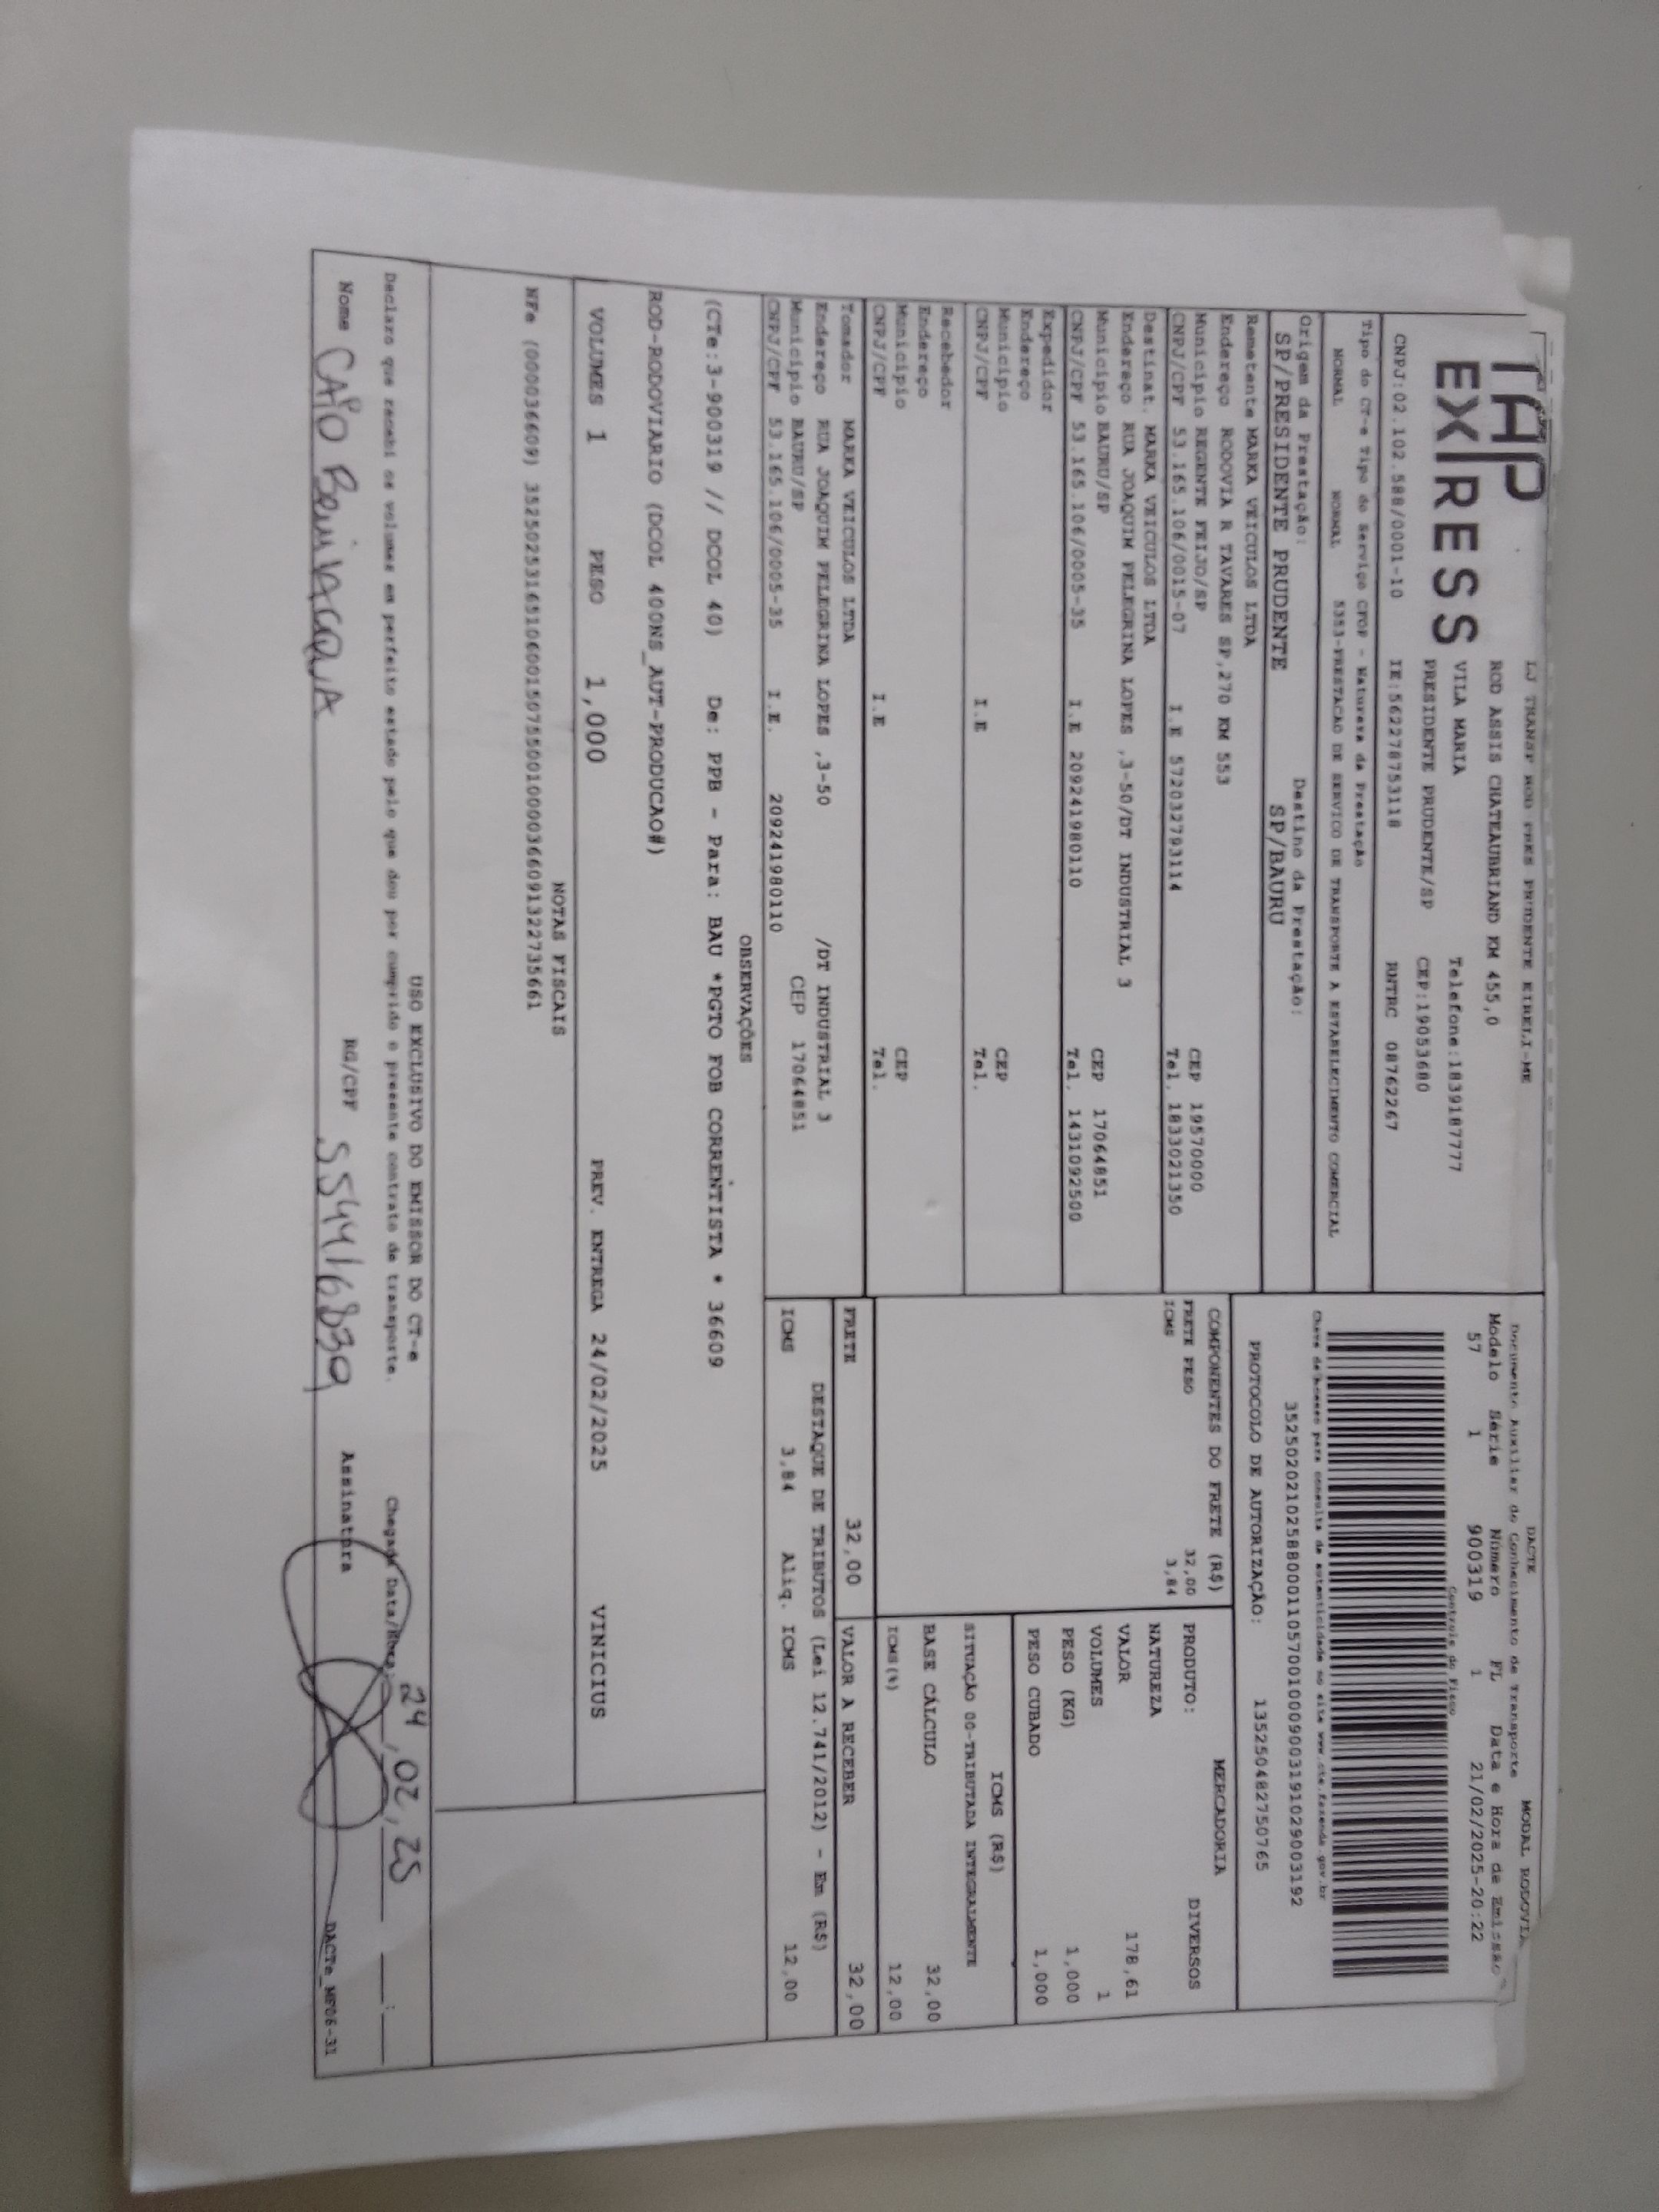 TAP
EXPRESS
LJ TRANSP ROD PRES PRUDENTE EIRELI-ME
ROD ASSIS CHATEAUBRIAND KM 455,0
VILA MARIA Telefone:1839187777
PRESIDENTE PRUDENTE/SP CEP:19053680
CNPJ:02.102.588/0001-10 IE:562278753118 RNTRC 08762267
Tipo do CT-e Tipo do Serviço CFOP - Natureza da Prestação
NORMAL NORMAL 5353-PRESTACAO DE SERVICO DE TRANSPORTE A ESTABELECIMENTO COMERCIAL
Origem da Prestação: Destino da Prestação:
SP/PRESIDENTE PRUDENTE SP/BAURU
Remetente MARKA VEICULOS LTDA
Endereço RODOVIA R TAVARES SP,270 KM 553
Municipio REGENTE FEIJO/SP CEP 19570000
CNPJ/CPF 53.165.106/0015-07 I.E 572032793114 Tel. 1833021350
Destinat. MARKA VEICULOS LTDA
Endereço RUA JOAQUIM PELEGRINA LOPES ,3-50/DT INDUSTRIAL 3
Municipio BAURU/SP CEP 17064851
CNPJ/CPF 53.165.106/0005-35 I.E 209241980110 Tel. 1431092500
Expedidor
Endereço
Municipio CEP
CNPJ/CPF I.E Tel.
Recebedor
Endereço
Municipio CEP
CNPJ/CPF I.E Tel.
Tomador MARKA VEICULOS LTDA
Endereço RUA JOAQUIM PELEGRINA LOPES ,3-50 /DT INDUSTRIAL 3
Municipio BAURU/SP CEP 17064851
CNPJ/CPF 53.165.106/0005-35 I.E. 209241980110
DACTE MODAL RODOVIA
Documento Auxiliar do Conhecimento de Transporte
Modelo Série Número FL Data e Hora de Emissão
57 1 900319 1 21/02/2025-20:22
Controle do Fisco
Chave de acesso para consulta de autenticidade no site www.cte.fazenda.gov.br
35250202102588000110570010009003191029003192
PROTOCOLO DE AUTORIZAÇÃO: 135250482750765
COMPONENTES DO FRETE (R$)
FRETE PESO 32,00
ICMS 3,84
MERCADORIA
PRODUTO: DIVERSOS
NATUREZA
VALOR 178,61
VOLUMES 1
PESO (KG) 1,000
PESO CUBADO 1,000
ICMS (R$)
SITUAÇÃO 00-TRIBUTADA INTEGRALMENTE
BASE CÁLCULO 32,00
ICMS(%) 12,00
FRETE 32,00 VALOR A RECEBER 32,00
DESTAQUE DE TRIBUTOS (Lei 12.741/2012) - Em (R$)
ICMS 3,84 Aliq. ICMS 12,00
OBSERVAÇÕES
(CTe:3-900319 // DCOL 40) De: PPB - Para: BAU *PGTO FOB CORRENTISTA * 36609
ROD-RODOVIARIO (DCOL 400NS_AUT-PRODUCAO#)
VOLUMES 1 PESO 1,000 PREV. ENTREGA 24/02/2025 VINICIUS
NOTAS FISCAIS
NFe (000036609) 35250253165106001507550010000366091322735661
USO EXCLUSIVO DO EMISSOR DO CT-e
Declaro que recebi os volumes em perfeito estado pelo que dou por cumprido o presente contrato de transporte. Chegada Data/Hora: 24,02,25 :
Nome CAIO RG/CPF 554416839 Assinatura
DACTe_MF06-31